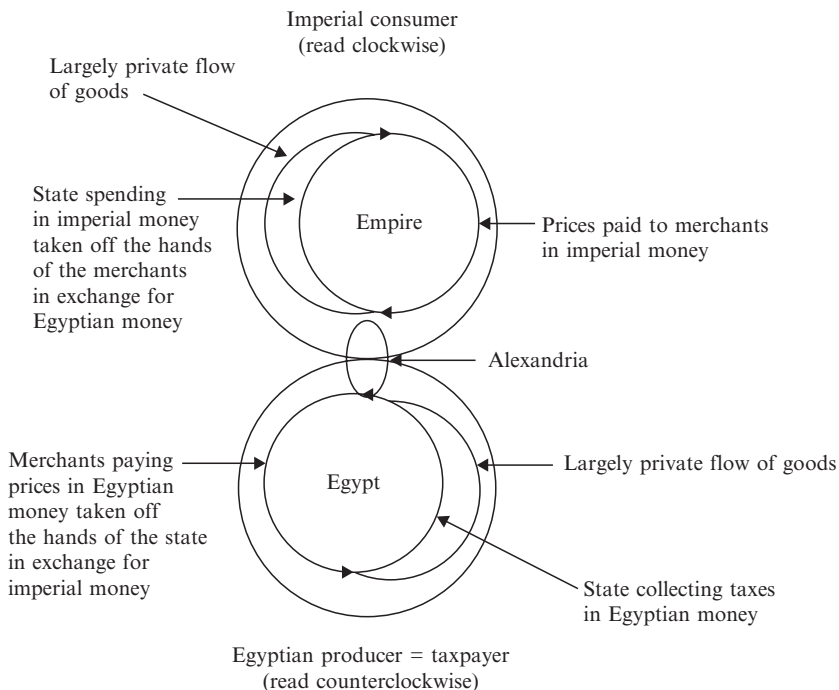 Imperial consumer
(read clockwise)
Largely private flow
of goods
State spending
in imperial money
taken off the hands
of the merchants
in exchange for
Egyptian money
Empire
Prices paid to merchants
in imperial money
Alexandria
Merchants paying
prices in Egyptian
money taken off
the hands of the state
in exchange for
imperial money
Egypt
Largely private flow of goods
State collecting taxes
in Egyptian money
Egyptian producer = taxpayer
(read counterclockwise)